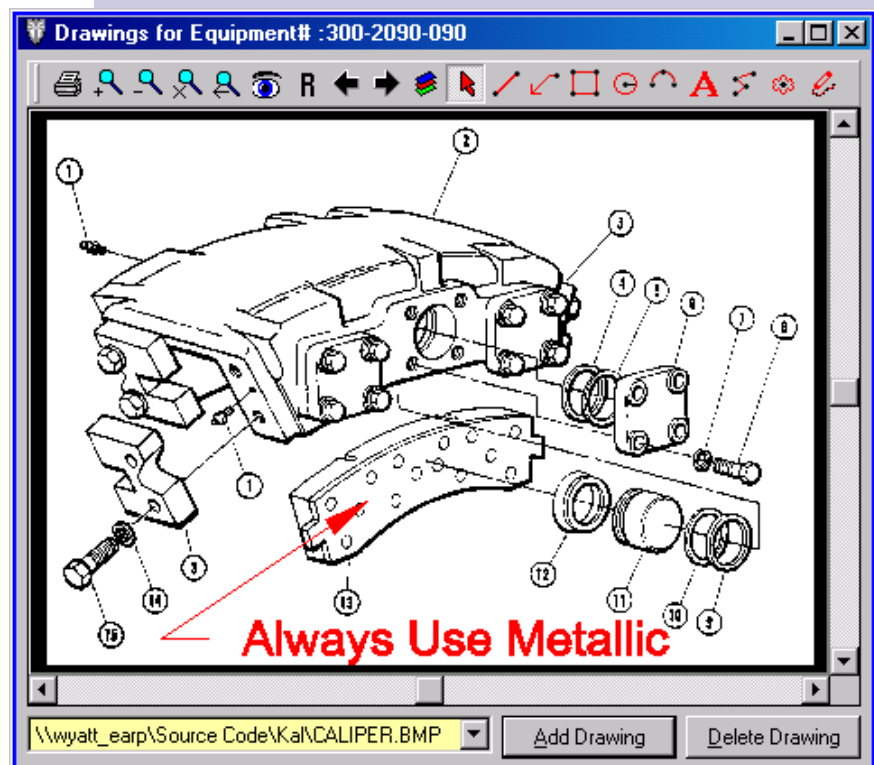 Drawings for Equipment# :300-2090-090
R A
1 2
3
4 5 6 7 8
1 3 14 15
13 12 11 10 9
Always Use Metallic
\\wyatt_earp\Source Code\Kal\CALIPER.BMP Add Drawing Delete Drawing